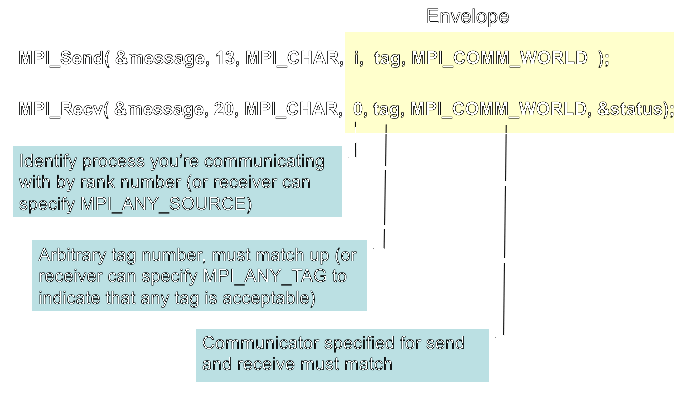 Envelope
MPI_Send( &message, 13, MPI_CHAR, i, tag, MPI_COMM_WORLD );
MPI_Recv( &message, 20, MPI_CHAR, 0, tag, MPI_COMM_WORLD, &status);
Identify process you're communicating
with by rank number (or receiver can
specify MPI_ANY_SOURCE)
Arbitrary tag number, must match up (or
receiver can specify MPI_ANY_TAG to
indicate that any tag is acceptable)
Communicator specified for send
and receive must match